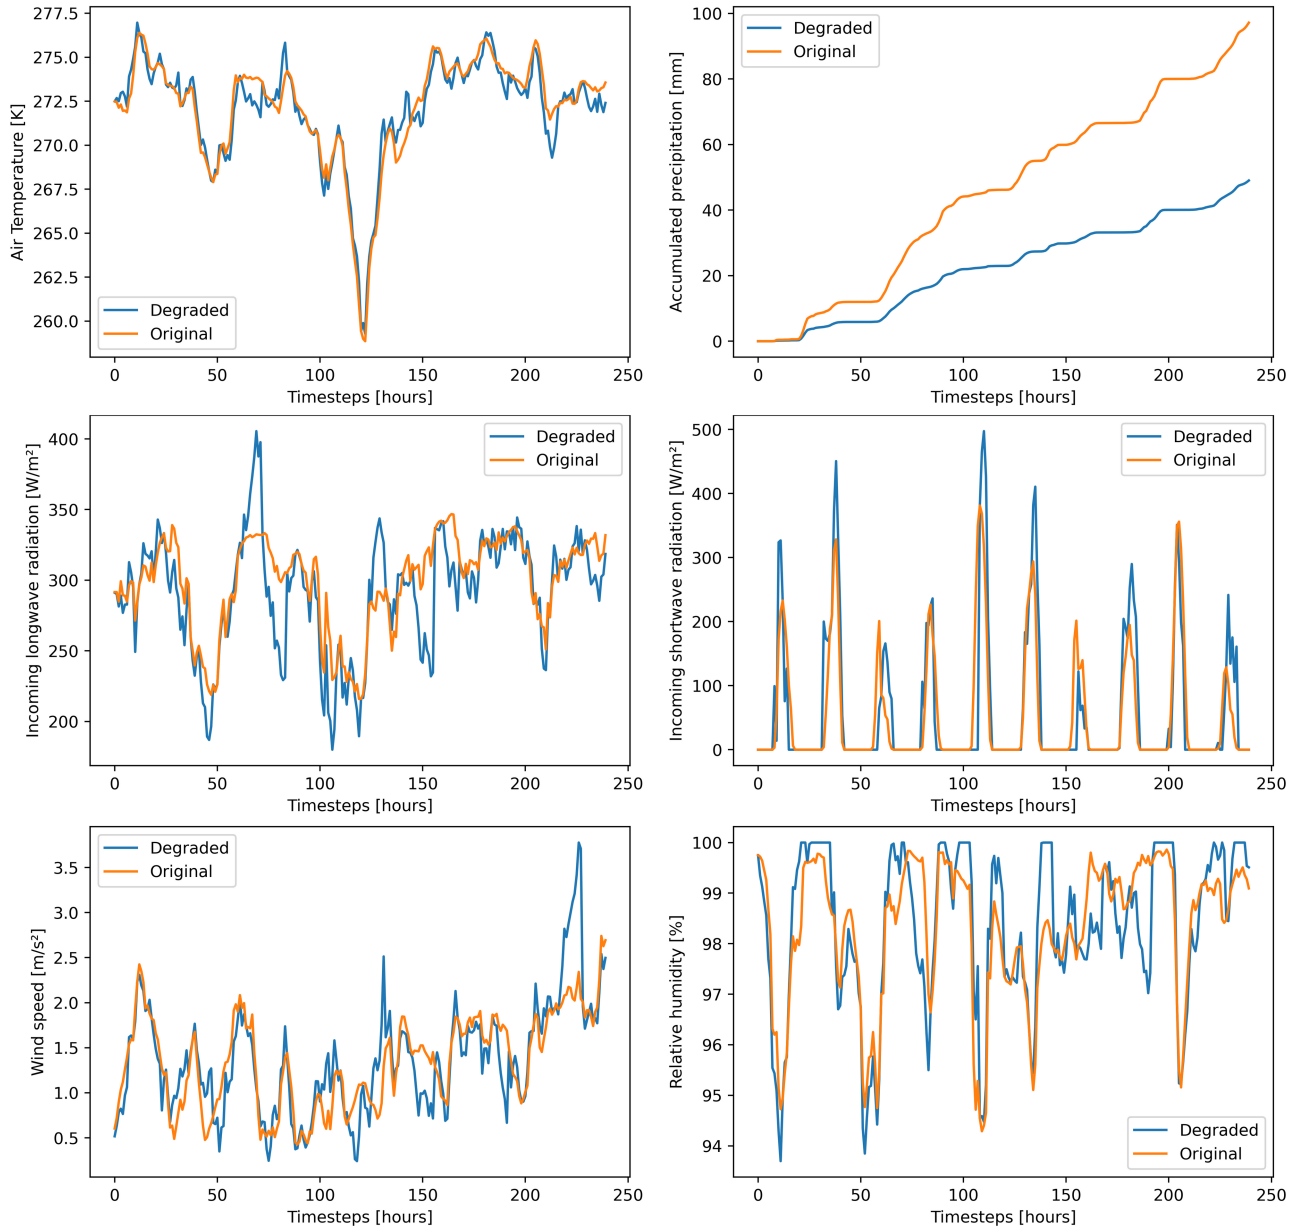 277.5
275.0
272.5
270.0
267.5
265.0
262.5
260.0
Air Temperature [K]
Degraded
Original
0 50 100 150 200 250
Timesteps [hours]
100
80
60
40
20
0
Accumulated precipitation [mm]
Degraded
Original
0 50 100 150 200 250
Timesteps [hours]
400
350
300
250
200
Incoming longwave radiation [W/m²]
Degraded
Original
0 50 100 150 200 250
Timesteps [hours]
500
400
300
200
100
0
Incoming shortwave radiation [W/m²]
Degraded
Original
0 50 100 150 200 250
Timesteps [hours]
3.5
3.0
2.5
2.0
1.5
1.0
0.5
Wind speed [m/s²]
Degraded
Original
0 50 100 150 200 250
Timesteps [hours]
100
99
98
97
96
95
94
Relative humidity [%]
Degraded
Original
0 50 100 150 200 250
Timesteps [hours]